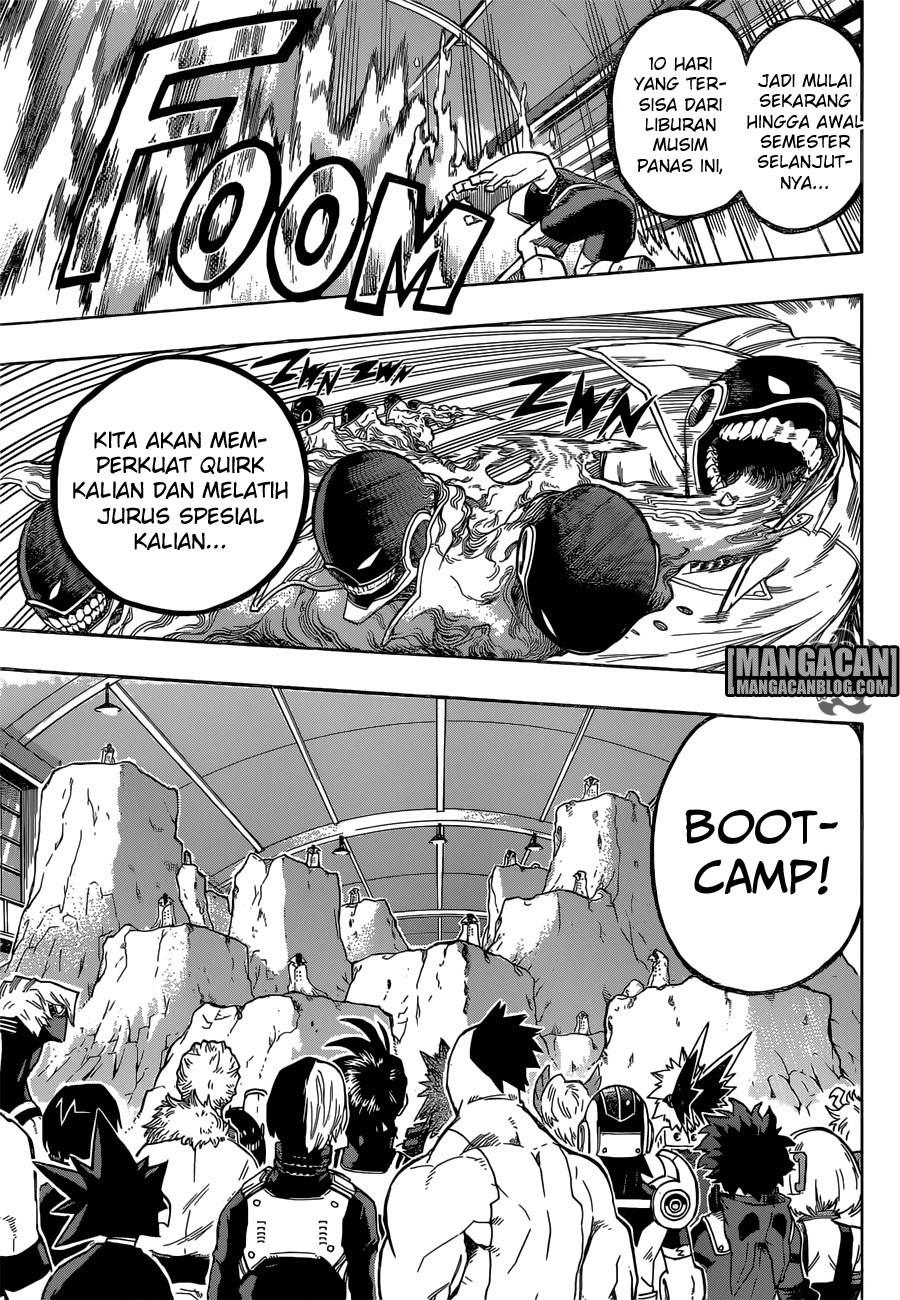 JADI MULAI
SEKARANG
HINGGA AWAL
SEMESTER
SELANJUT-
NYA...
10 HARI
YANG TER-
SISA DARI
LIBURAN
MUSIM
PANAS INI,
FOOM
ZWN
ZWN
ZWN
KITA AKAN MEM-
PERKUAT QUIRK
KALIAN DAN MELATIH
JURUS SPESIAL
KALIAN...
[MANGACAN]
MANGACANBLOG.COM
BOOT-
CAMP!